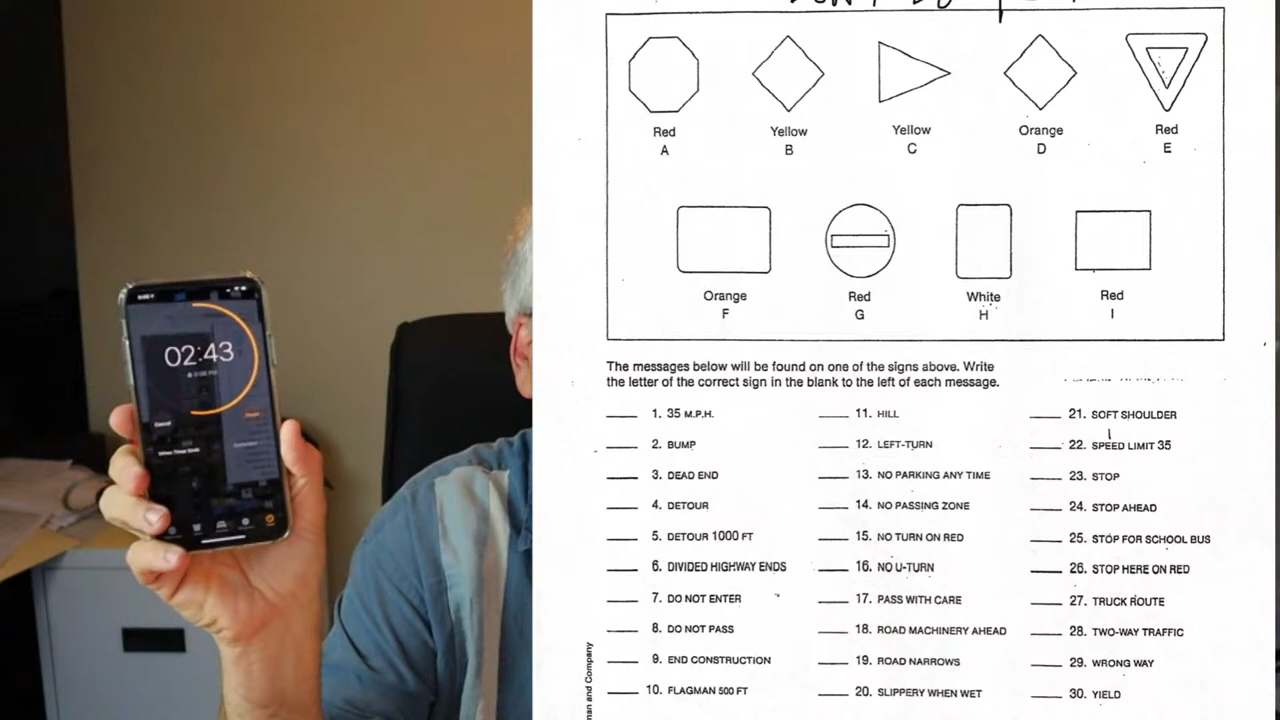 02:43
Cancel
When Timer Ends
Red
A
Yellow
B
Yellow
C
Orange
D
Red
E
Orange
F
Red
G
White
H
Red
I
The messages below will be found on one of the signs above. Write
the letter of the correct sign in the blank to the left of each message.
1. 35 M.P.H.
2. BUMP
3. DEAD END
4. DETOUR
5. DETOUR 1000 FT
6. DIVIDED HIGHWAY ENDS
7. DO NOT ENTER
8. DO NOT PASS
9. END CONSTRUCTION
10. FLAGMAN 500 FT
11. HILL
12. LEFT-TURN
13. NO PARKING ANY TIME
14. NO PASSING ZONE
15. NO TURN ON RED
16. NO U-TURN
17. PASS WITH CARE
18. ROAD MACHINERY AHEAD
19. ROAD NARROWS
20. SLIPPERY WHEN WET
21. SOFT SHOULDER
22. SPEED LIMIT 35
23. STOP
24. STOP AHEAD
25. STOP FOR SCHOOL BUS
26. STOP HERE ON RED
27. TRUCK ROUTE
28. TWO-WAY TRAFFIC
29. WRONG WAY
30. YIELD
and Company